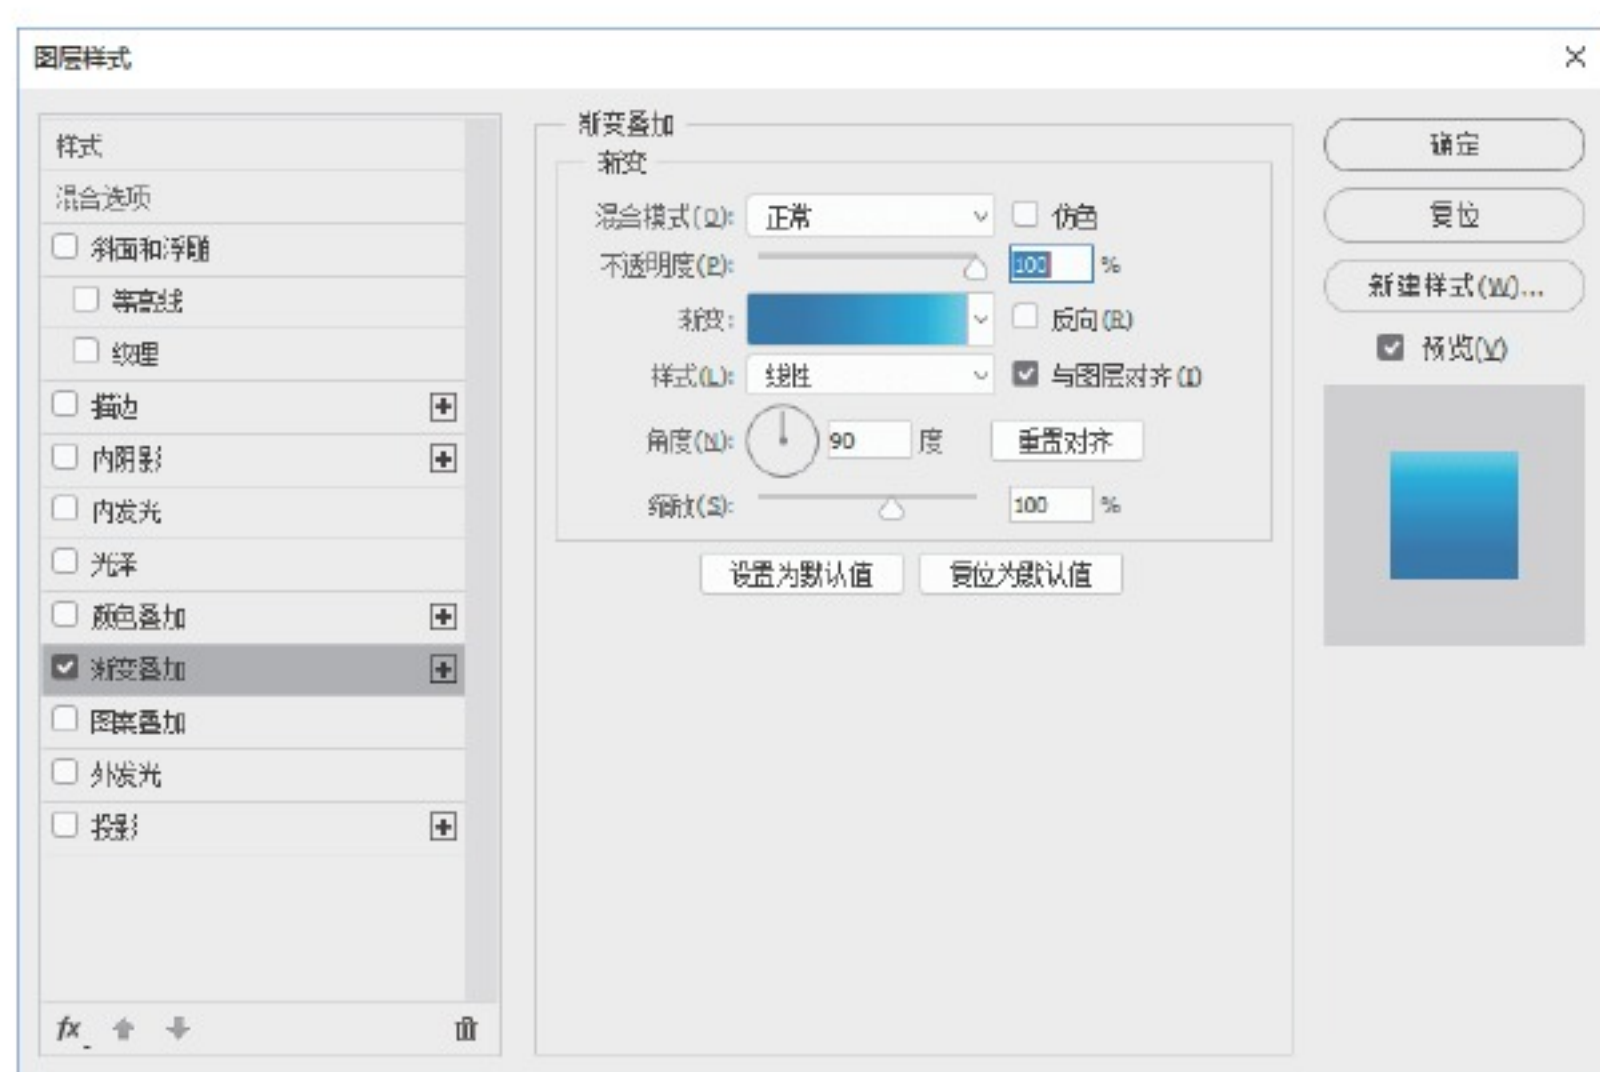 图层样式
样式
混合选项
斜面和浮雕
等高线
纹理
描边
内阴影
内发光
光泽
颜色叠加
渐变叠加
图案叠加
外发光
投影
fx
渐变叠加
渐变
混合模式(O): 正常 仿色
不透明度(P): 100 %
渐变: 反向(R)
样式(L): 线性 与图层对齐(I)
角度(N): 90 度 重置对齐
缩放(S): 100 %
设置为默认值 复位为默认值
确定
复位
新建样式(W)...
预览(V)